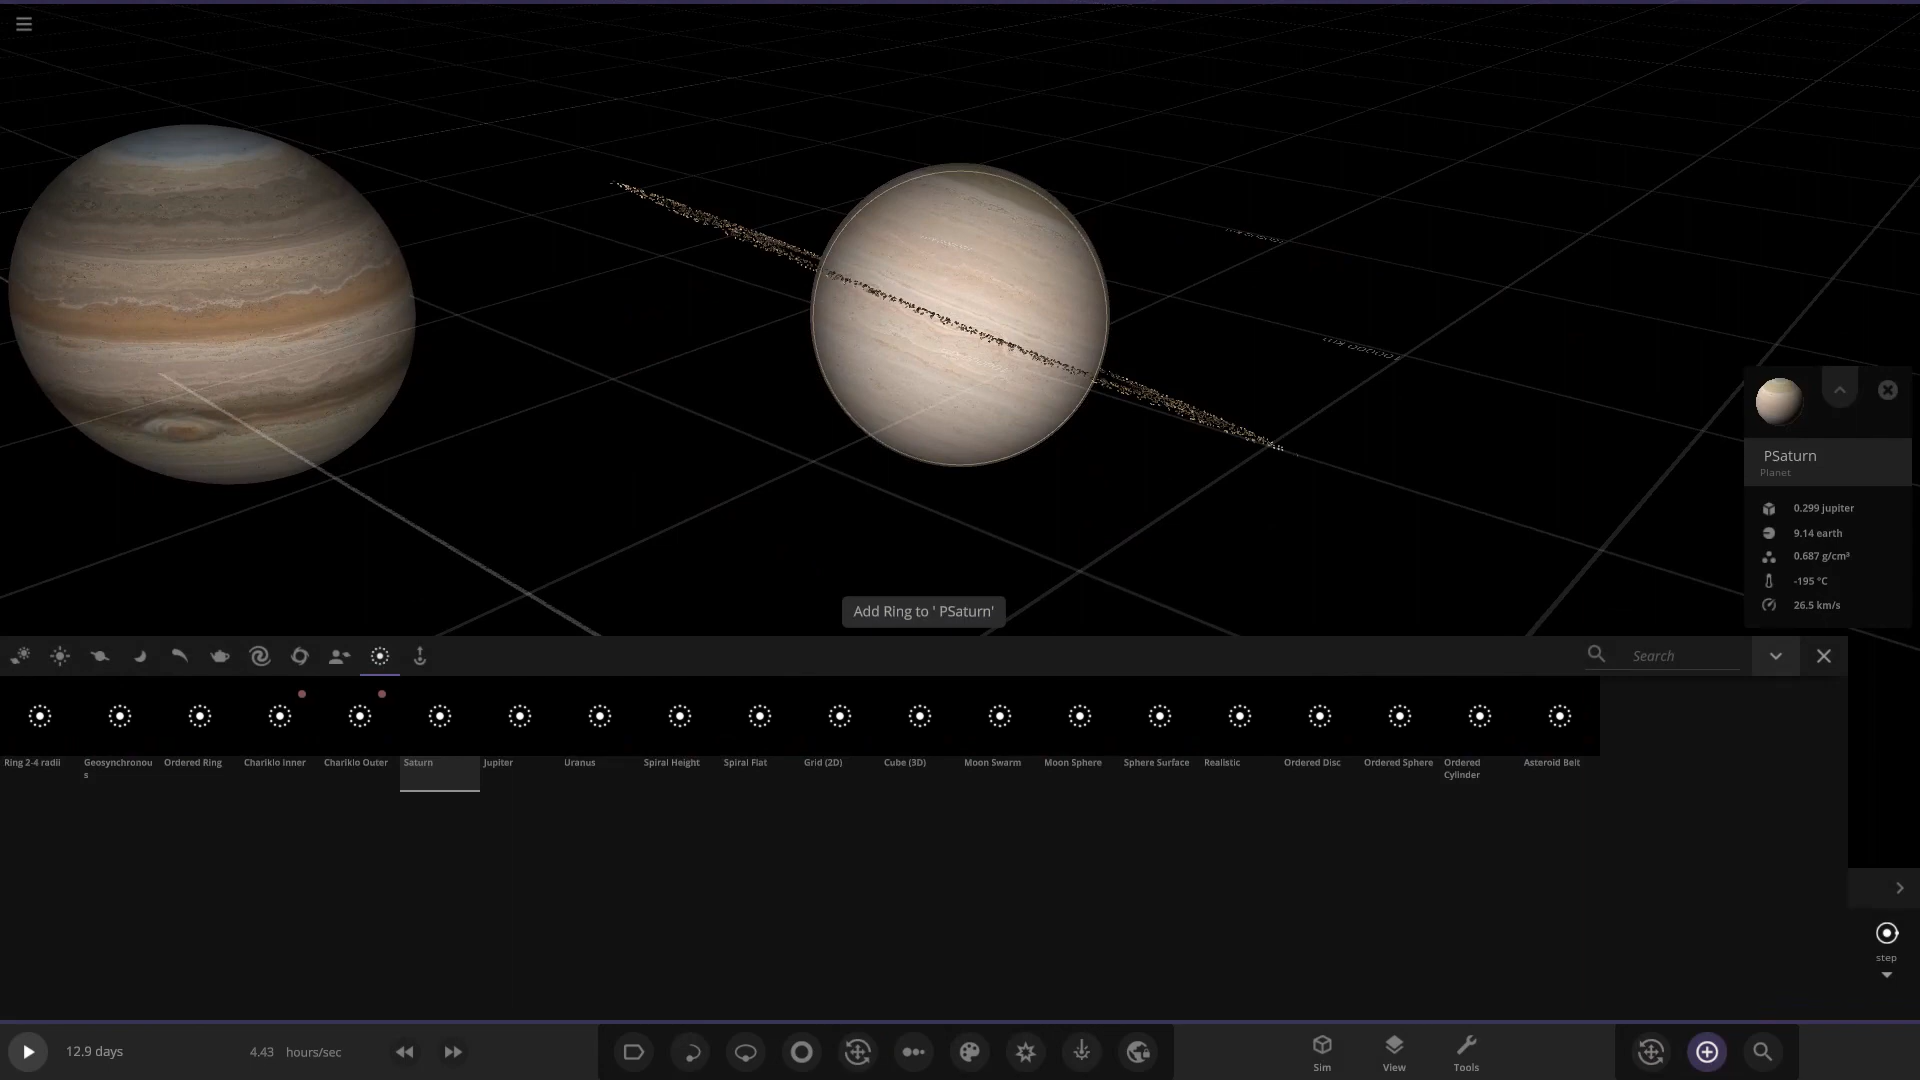 PSaturn
Planet
0.299 jupiter
9.14 earth
0.687 g/cm³
-195 °C
26.5 km/s
Add Ring to ' PSaturn'
Search
Ring 2-4 radii
Geosynchronou
s
Ordered Ring
Chariklo Inner
Chariklo Outer
Saturn
Jupiter
Uranus
Spiral Height
Spiral Flat
Grid (2D)
Cube (3D)
Moon Swarm
Moon Sphere
Sphere Surface
Realistic
Ordered Disc
Ordered Sphere
Ordered
Cylinder
Asteroid Belt
step
12.9 days
4.43 hours/sec
Sim
View
Tools